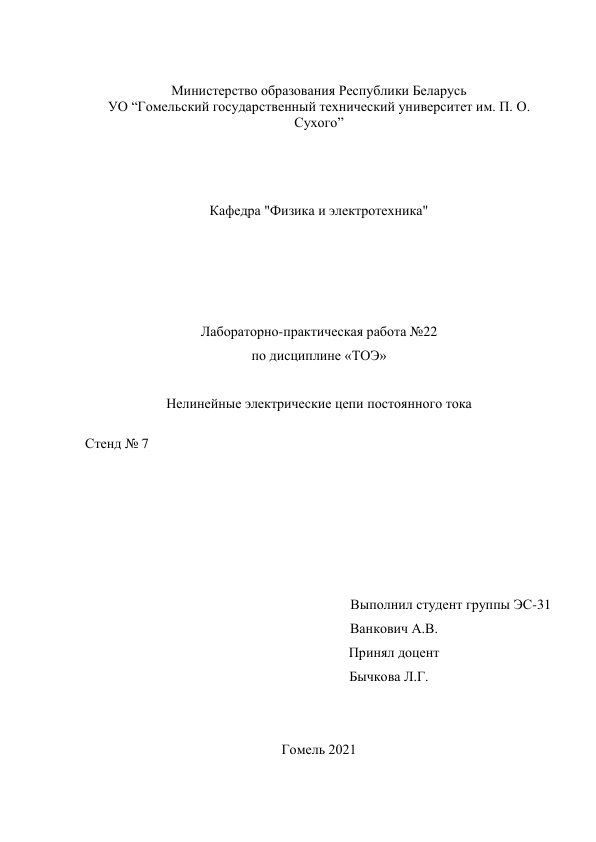 Министерство образования Республики Беларусь
УО “Гомельский государственный технический университет им. П. О.
Сухого”
Кафедра "Физика и электротехника"
Лабораторно-практическая работа №22
по дисциплине «ТОЭ»
Нелинейные электрические цепи постоянного тока
Стенд № 7
Выполнил студент группы ЭС-31
Ванкович А.В.
Принял доцент
Бычкова Л.Г.
Гомель 2021